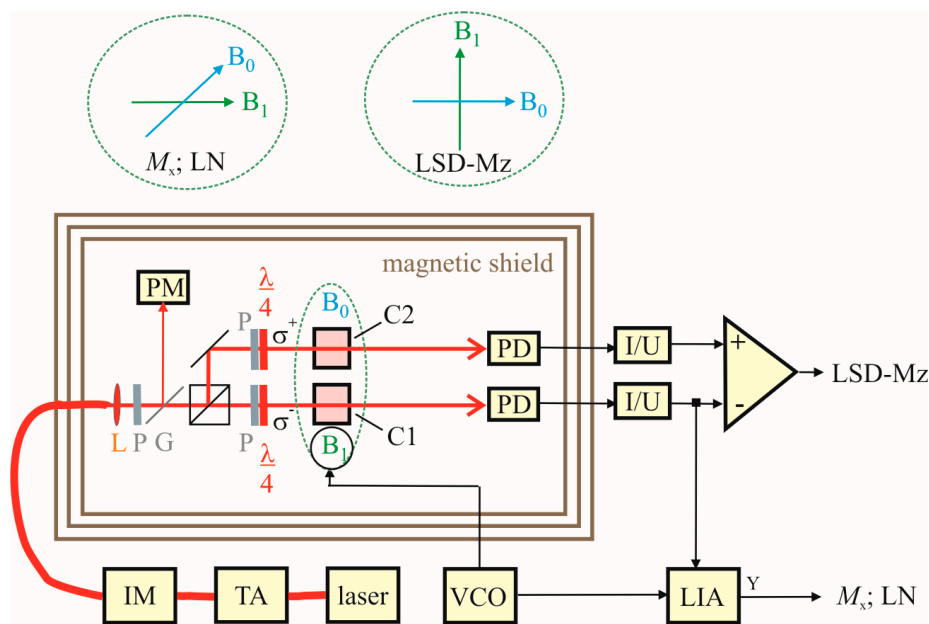 B₀
B₁
Mₓ; LN
B₁
B₀
LSD-Mz
magnetic shield
PM
λ/4
B₀
P
σ⁺
C2
PD
I/U
+
LSD-Mz
-
L
P
G
P
σ⁻
λ/4
B₁
C1
PD
I/U
IM
TA
laser
VCO
LIA
Y
Mₓ; LN